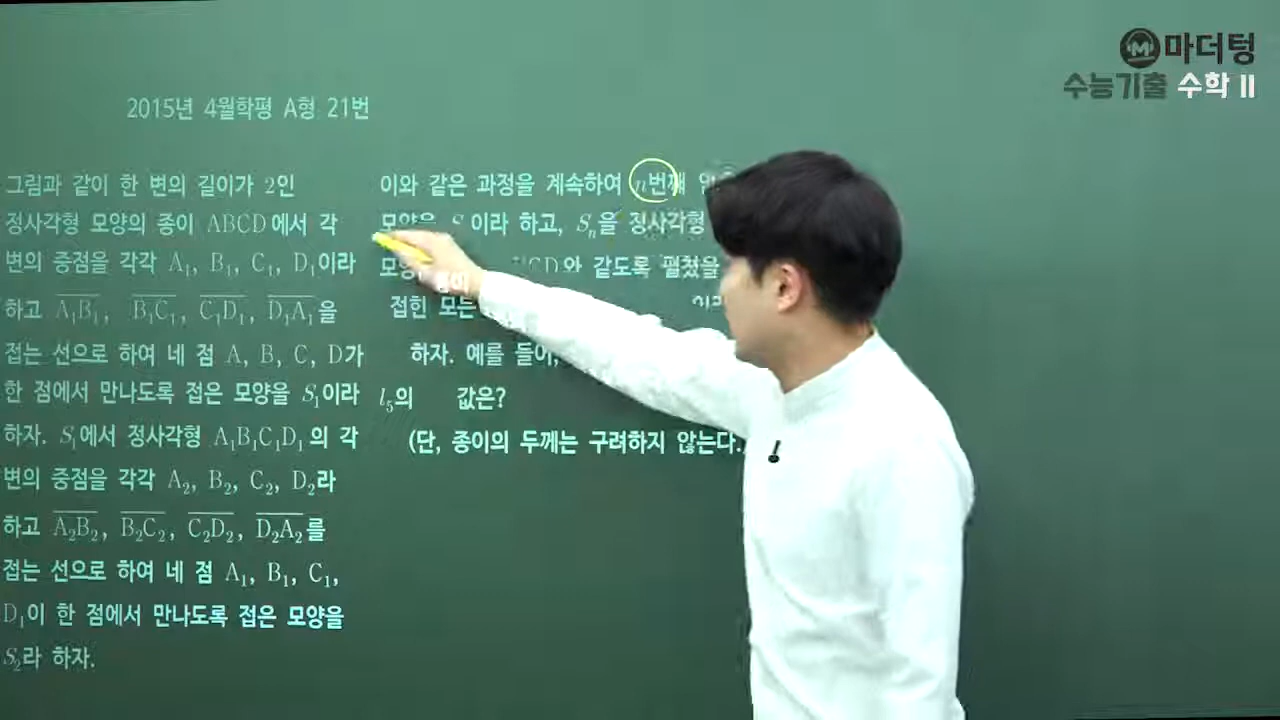 마더텅
수능기출 수학 II
2015년 4월학평 A형 21번
그림과 같이 한 변의 길이가 2인
정사각형 모양의 종이 ABCD에서 각
변의 중점을 각각 A₁, B₁, C₁, D₁이라
하고 A̅₁̅B̅₁̅, B̅₁̅C̅₁̅, C̅₁̅D̅₁̅, D̅₁̅A̅₁̅을
접는 선으로 하여 네 점 A, B, C, D가
한 점에서 만나도록 접은 모양을 S₁이라
하자. S₁에서 정사각형 A₁B₁C₁D₁의 각
변의 중점을 각각 A₂, B₂, C₂, D₂라
하고 A̅₂̅B̅₂̅, B̅₂̅C̅₂̅, C̅₂̅D̅₂̅, D̅₂̅A̅₂̅를
접는 선으로 하여 네 점 A₁, B₁, C₁,
D₁이 한 점에서 만나도록 접은 모양을
S₂라 하자.
이와 같은 과정을 계속하여 n번째
모양을 S 이라 하고, Sₙ을 정사각형
CD와 같도록 펼쳤을
접힌 모든
하자. 예를 들어,
l₅의 값은?
(단, 종이의 두께는 구려하지 않는다.